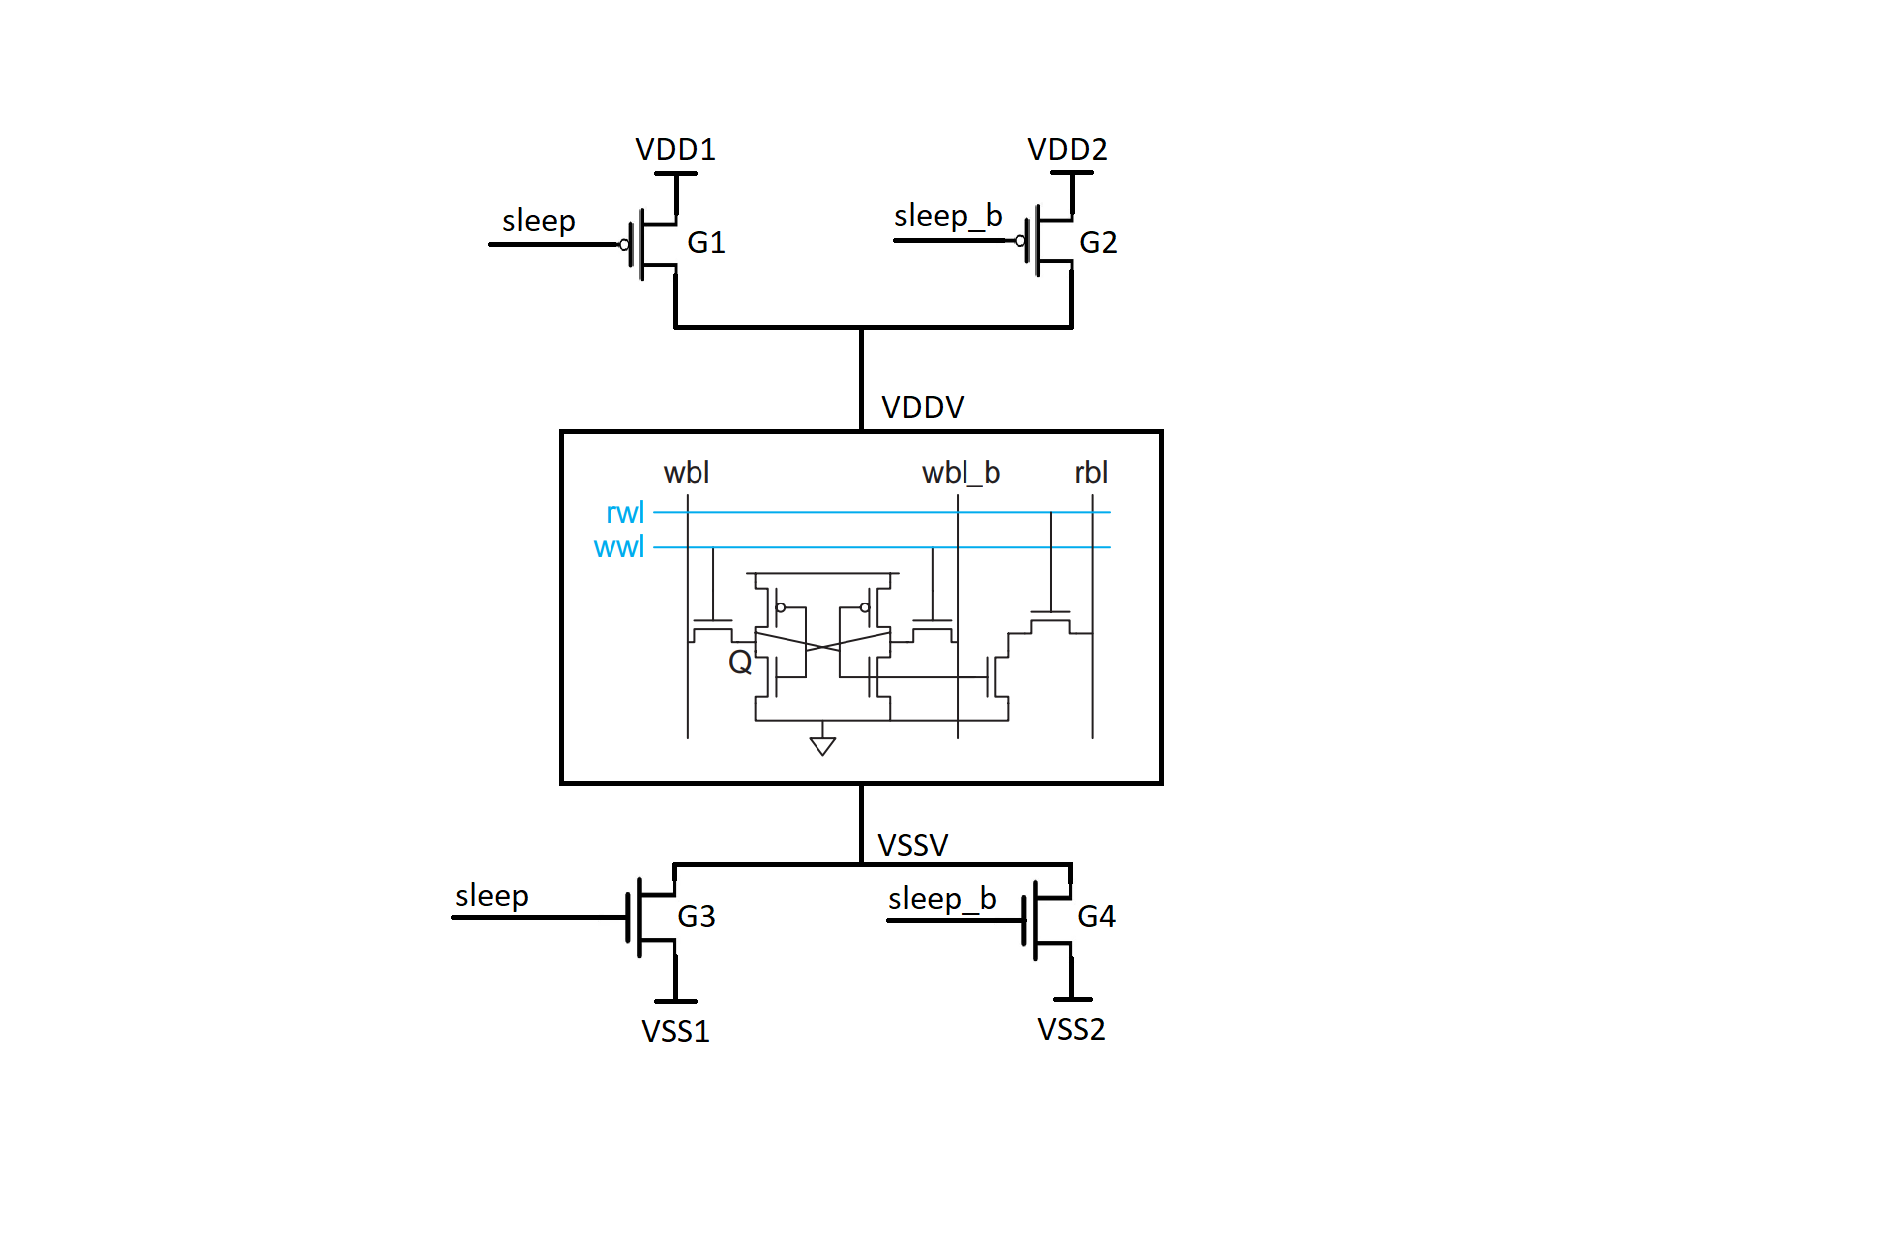 VDD1
VDD2
sleep
G1
sleep_b
G2
VDDV
wbl
wbl_b
rbl
rwl
wwl
Q
VSSV
sleep
G3
sleep_b
G4
VSS1
VSS2